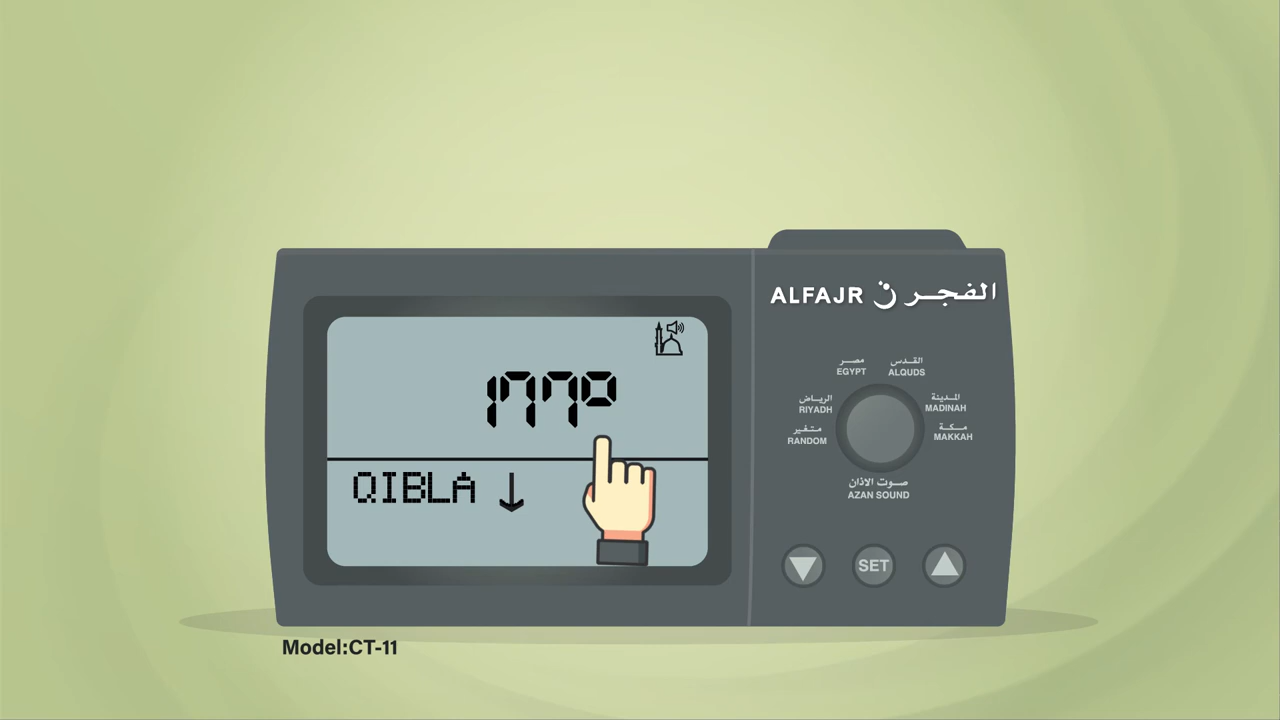 ALFAJR الفجر
177°
QIBLA ↓
مصر
EGYPT
القدس
ALQUDS
الرياض
RIYADH
المدينة
MADINAH
متغير
RANDOM
مكة
MAKKAH
صوت الاذان
AZAN SOUND
SET
Model:CT-11